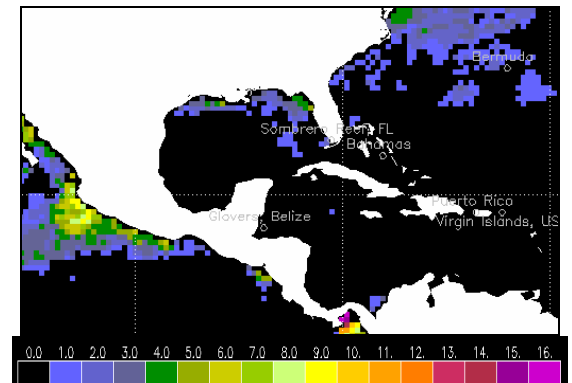 Bermuda
Sombrero Reef, FL
Bahamas
Puerto Rico
Glovers, Belize
Virgin Islands, US
0.0 1.0 2.0 3.0 4.0 5.0 6.0 7.0 8.0 9.0 10. 11. 12. 13. 14. 15. 16.